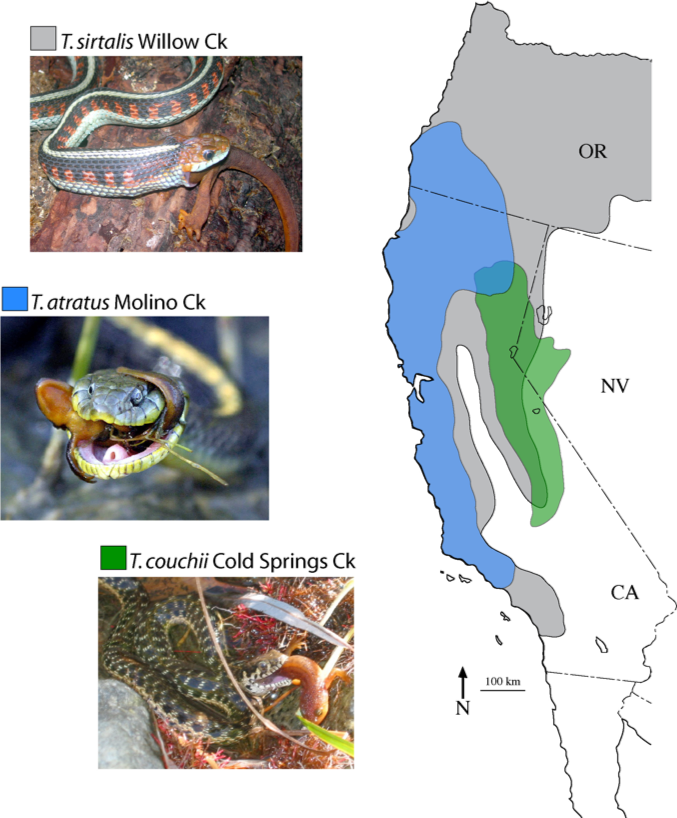 T. sirtalis Willow Ck
OR
T. atratus Molino Ck
NV
T. couchii Cold Springs Ck
CA
100 km
N